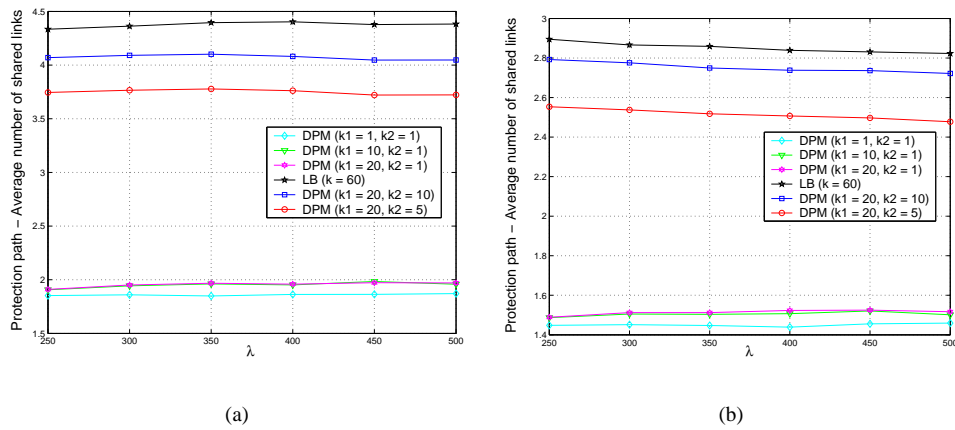 4.5
4
3.5
3
2.5
2
1.5
Protection path – Average number of shared links
DPM (k1 = 1, k2 = 1)
DPM (k1 = 10, k2 = 1)
DPM (k1 = 20, k2 = 1)
LB (k = 60)
DPM (k1 = 20, k2 = 10)
DPM (k1 = 20, k2 = 5)
250 300 350 400 450 500
λ
(a)
3
2.8
2.6
2.4
2.2
2
1.8
1.6
1.4
Protection path – Average number of shared links
DPM (k1 = 1, k2 = 1)
DPM (k1 = 10, k2 = 1)
DPM (k1 = 20, k2 = 1)
LB (k = 60)
DPM (k1 = 20, k2 = 10)
DPM (k1 = 20, k2 = 5)
250 300 350 400 450 500
λ
(b)